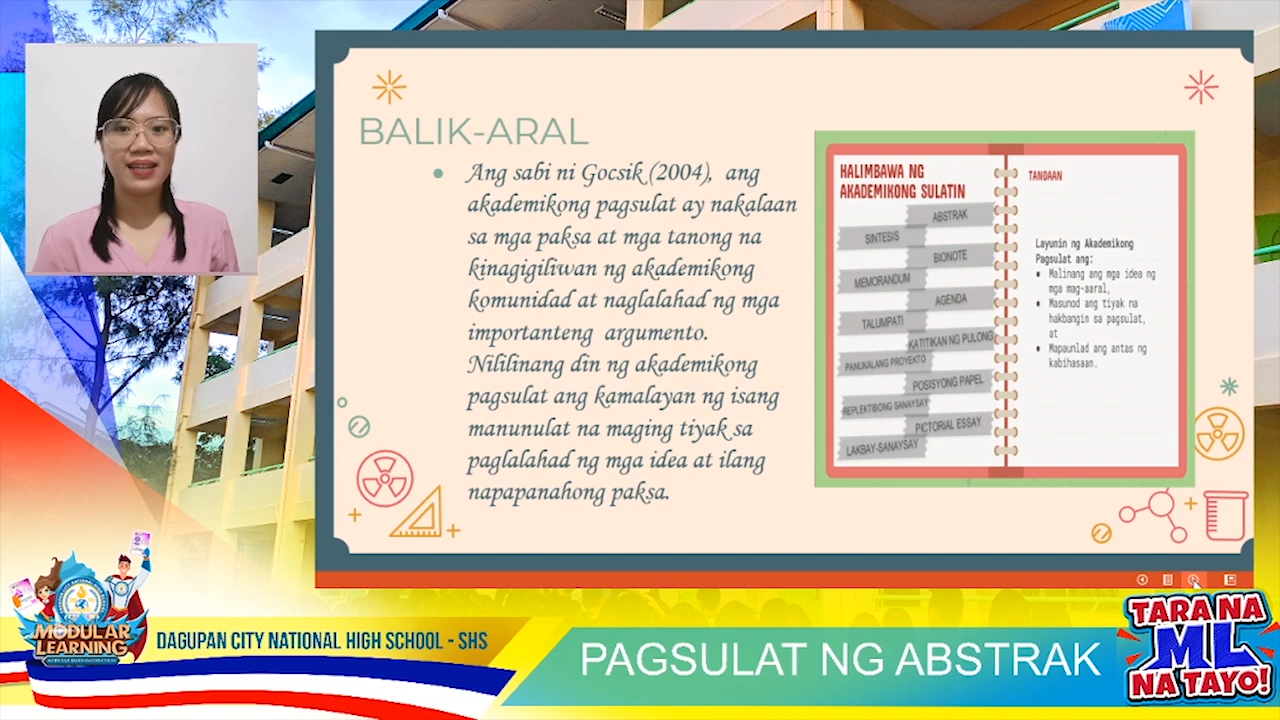 BALIK-ARAL
Ang sabi ni Gocsik (2004), ang
akademikong pagsulat ay nakalaan
sa mga paksa at mga tanong na
kinagigiliwan ng akademikong
komunidad at naglalahad ng mga
importanteng argumento.
Nililinang din ng akademikong
pagsulat ang kamalayan ng isang
manunulat na maging tiyak sa
paglalahad ng mga idea at ilang
napapanahong paksa.
HALIMBAWA NG
AKADEMIKONG SULATIN
ABSTRAK
SINTESIS
BIONOTE
MEMORANDUM
AGENDA
TALUMPATI
KATITIKAN NG PULONG
PANUKALANG PROYEKTO
POSISYONG PAPEL
REPLEKTIBONG SANAYSAY
PICTORIAL ESSAY
LAKBAY-SANAYSAY
TANDAAN
Layunin ng Akademikong
Pagsulat ang:
Malinang ang mga idea ng
mga mag-aaral,
Masunod ang tiyak na
hakbangin sa pagsulat,
at
Mapaunlad ang antas ng
kabihasaan.
MODULAR
LEARNING
DAGUPAN CITY NATIONAL HIGH SCHOOL - SHS
PAGSULAT NG ABSTRAK
TARA NA
ML
NA TAYO!